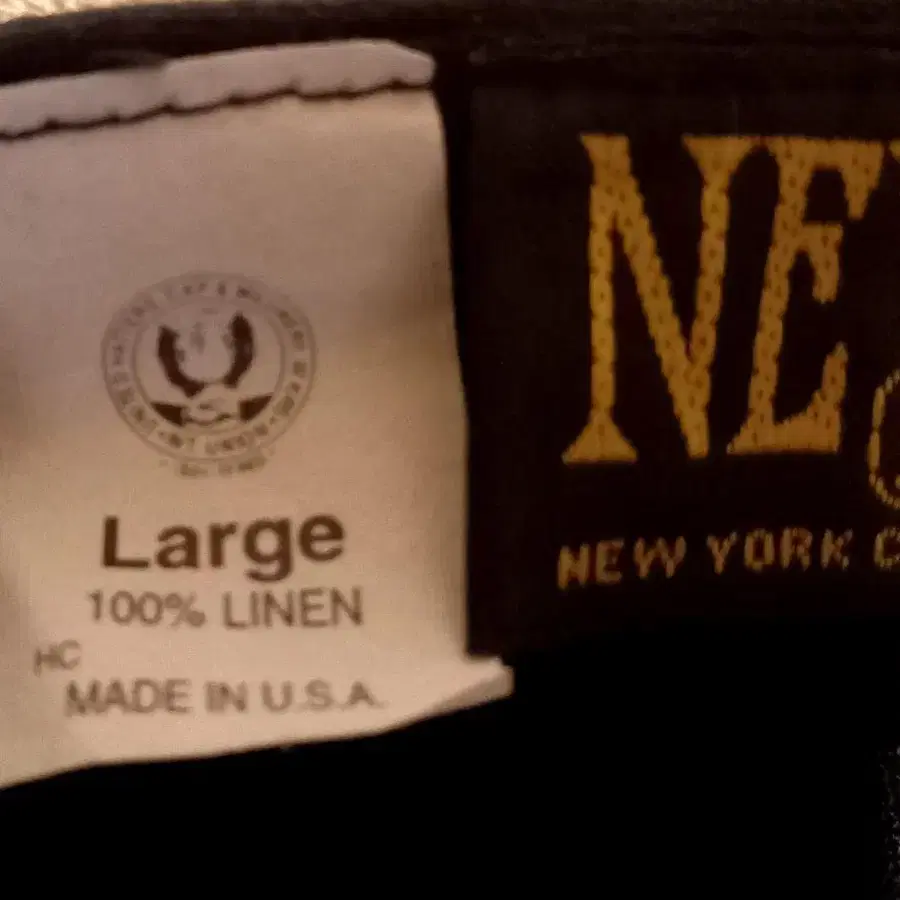 Large
100% LINEN
HC
MADE IN U.S.A.
NE
NEW YORK C